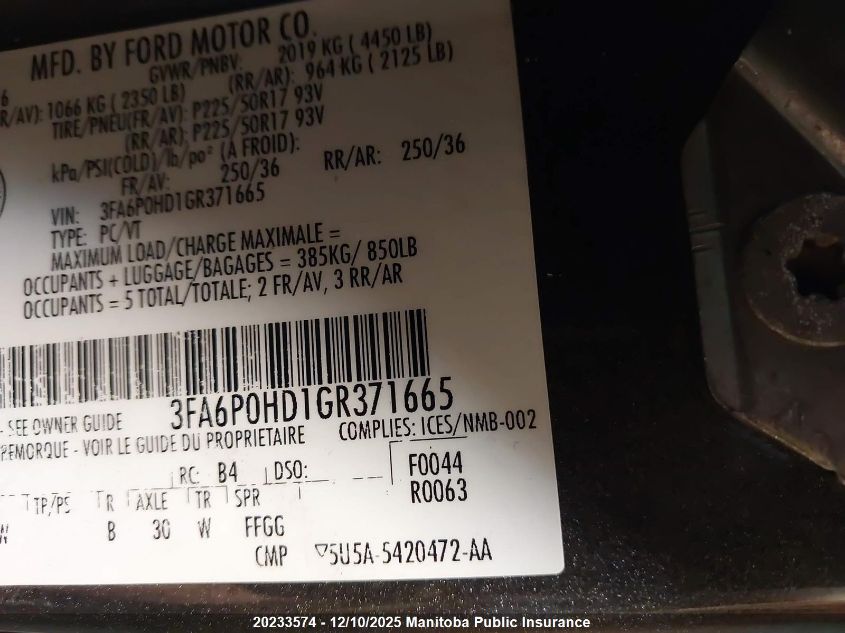 MFD. BY FORD MOTOR CO.
GVWR/PNBV: 2019 KG ( 4450 LB)
R/AV): 1066 KG ( 2350 LB) (RR/AR): 964 KG ( 2125 LB)
TIRE/PNEU(FR/AV): P225/50R17 93V
(RR/AR): P225/50R17 93V
kPa/PSI(COLD)/lb/po² (A FROID):
FR/AV: 250/36 RR/AR: 250/36
VIN: 3FA6P0HD1GR371665
TYPE: PC/VT
MAXIMUM LOAD/CHARGE MAXIMALE =
OCCUPANTS + LUGGAGE/BAGAGES = 385KG/ 850LB
OCCUPANTS = 5 TOTAL/TOTALE; 2 FR/AV, 3 RR/AR
3FA6P0HD1GR371665
- SEE OWNER GUIDE
REMORQUE - VOIR LE GUIDE DU PROPRIETAIRE COMPLIES: ICES/NMB-002
RC: B4 DSO: F0044
TP/PS R AXLE TR SPR R0063
B 30 W FFGG
CMP ▽5U5A-5420472-AA
20233574 - 12/10/2025 Manitoba Public Insurance